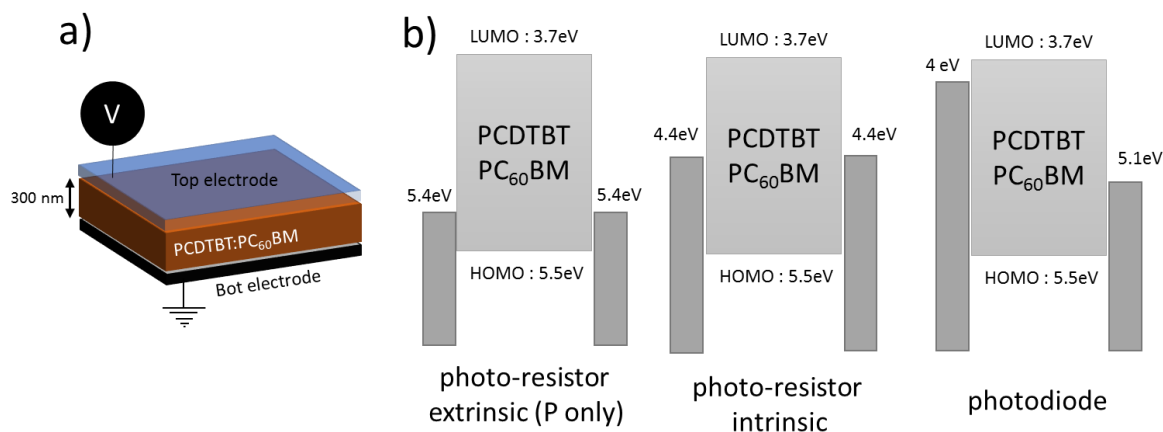 a)
V
Top electrode
300 nm
PCDTBT:PC₆₀BM
Bot electrode
b)
LUMO : 3.7eV
5.4eV
PCDTBT
PC₆₀BM
5.4eV
HOMO : 5.5eV
photo-resistor
extrinsic (P only)
LUMO : 3.7eV
4.4eV
PCDTBT
PC₆₀BM
4.4eV
HOMO : 5.5eV
photo-resistor
intrinsic
LUMO : 3.7eV
4 eV
PCDTBT
PC₆₀BM
5.1eV
HOMO : 5.5eV
photodiode